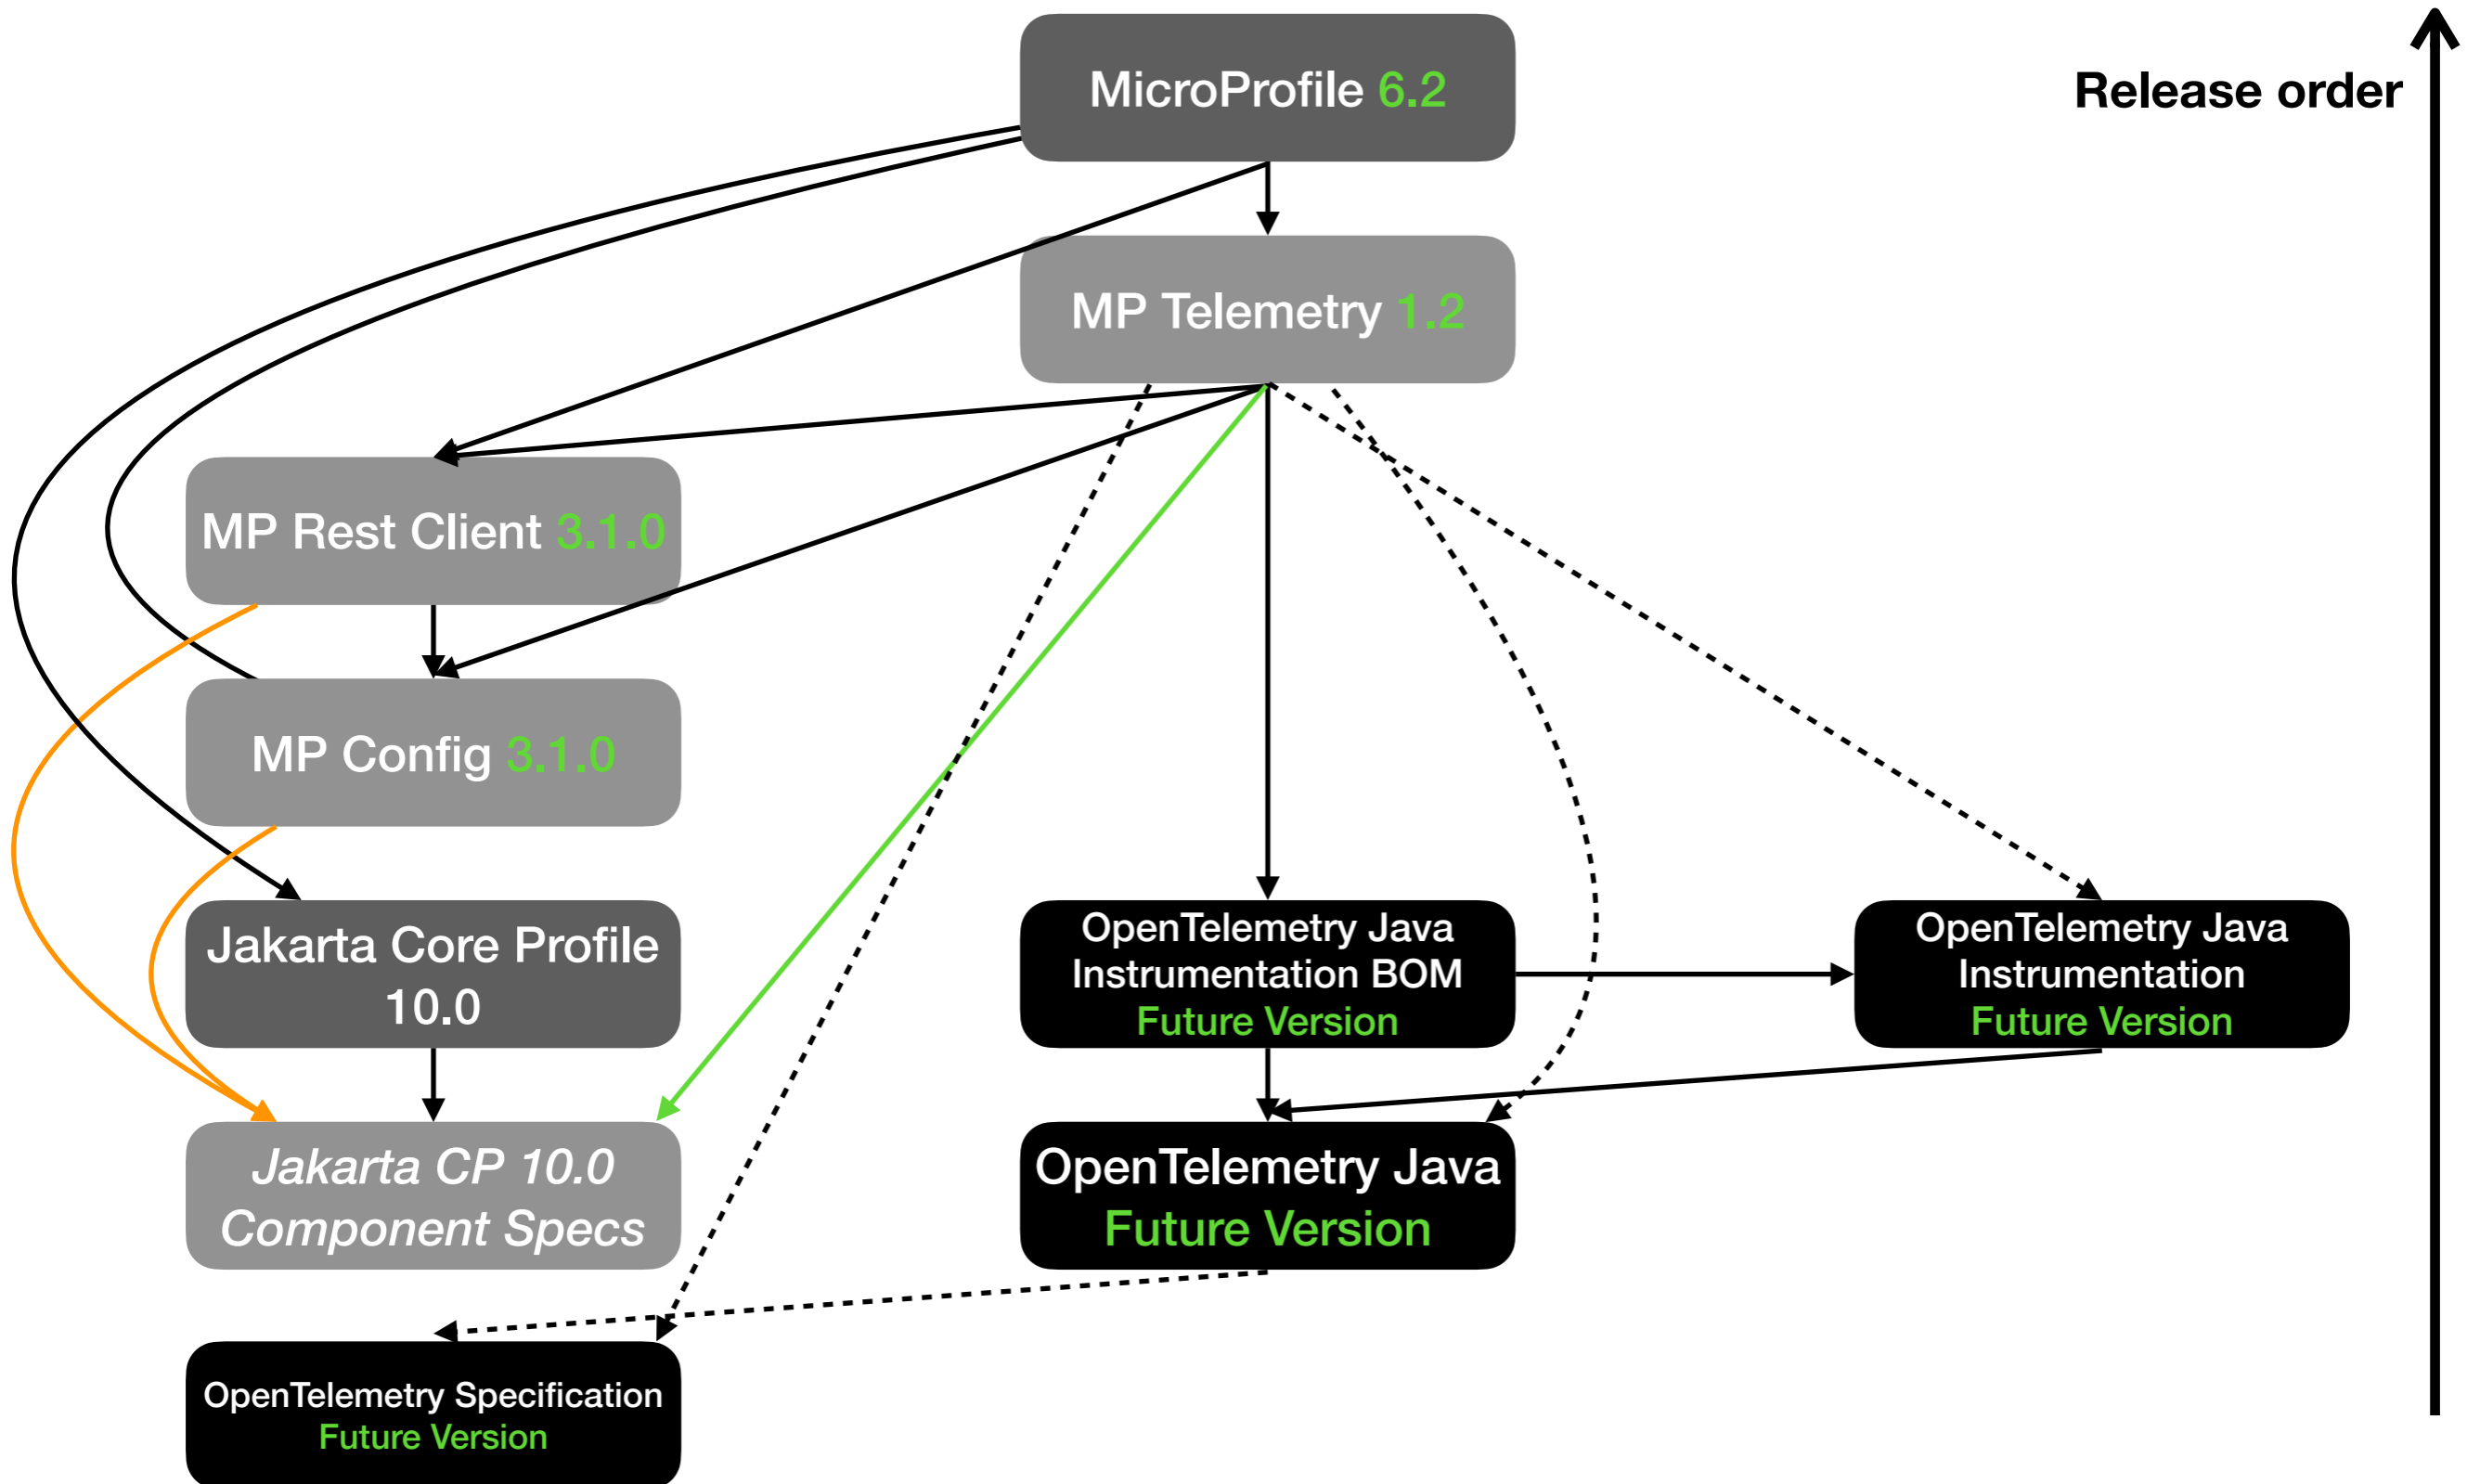 MicroProfile 6.2
Release order
MP Telemetry 1.2
MP Rest Client 3.1.0
MP Config 3.1.0
Jakarta Core Profile
10.0
OpenTelemetry Java
Instrumentation BOM
Future Version
OpenTelemetry Java
Instrumentation
Future Version
Jakarta CP 10.0
Component Specs
OpenTelemetry Java
Future Version
OpenTelemetry Specification
Future Version